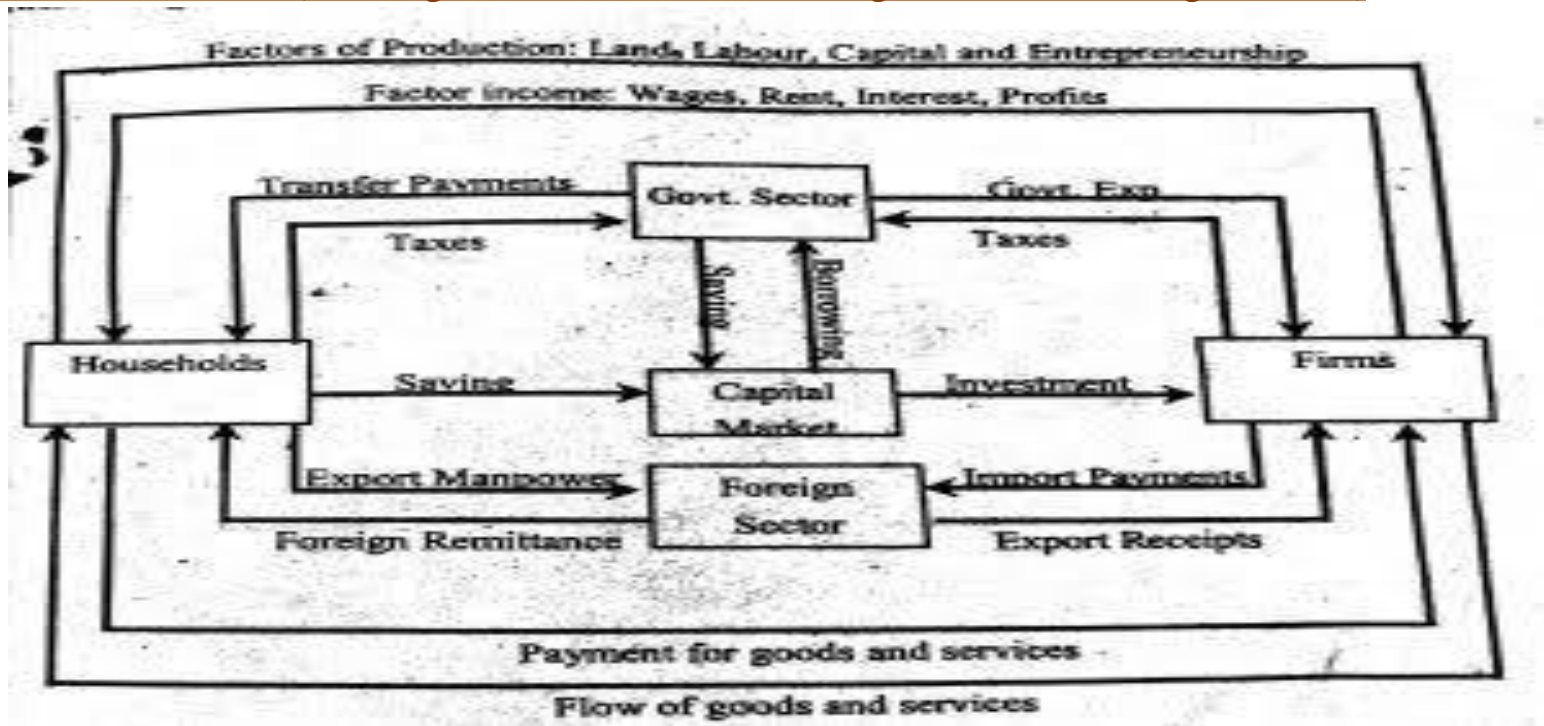 Factors of Production: Land, Labour, Capital and Entrepreneurship
Factor income: Wages, Rent, Interest, Profits
Transfer Payments
Govt. Sector
Govt. Exp
Taxes
Taxes
Saving
Borrowing
Households
Firms
Saving
Capital
Market
Investment
Export Manpower
Foreign
Sector
Import Payments
Foreign Remittance
Export Receipts
Payment for goods and services
Flow of goods and services